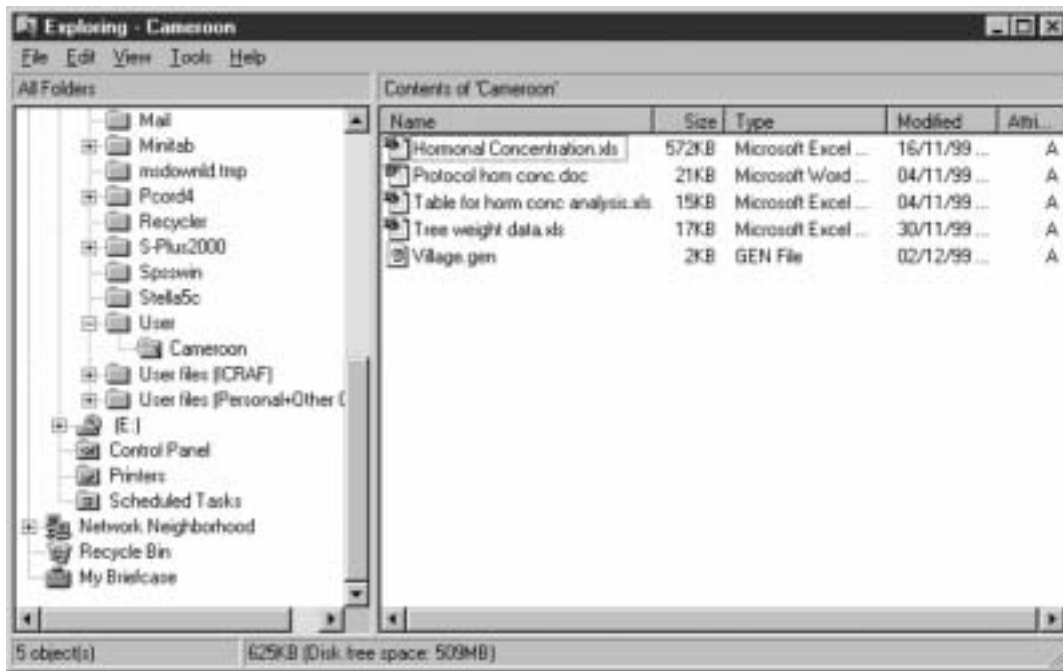 Exploring - Cameroon
File Edit View Tools Help
All Folders
Contents of 'Cameroon'
Mail
Minitab
msdownld.tmp
Pcord4
Recycler
S-Plus2000
Spsswin
Stella5c
User
Cameroon
User files (ICRAF)
User files (Personal+Other (
(E:)
Control Panel
Printers
Scheduled Tasks
Network Neighborhood
Recycle Bin
My Briefcase
Name Size Type Modified Attri...
Hormonal Concentration.xls 572KB Microsoft Excel ... 16/11/99 ... A
Protocol horm conc.doc 21KB Microsoft Word ... 04/11/99 ... A
Table for horm conc analysis.xls 15KB Microsoft Excel ... 04/11/99 ... A
Tree weight data.xls 17KB Microsoft Excel ... 30/11/99 ... A
Village.gen 2KB GEN File 02/12/99 ... A
5 object(s)
625KB (Disk free space: 509MB)